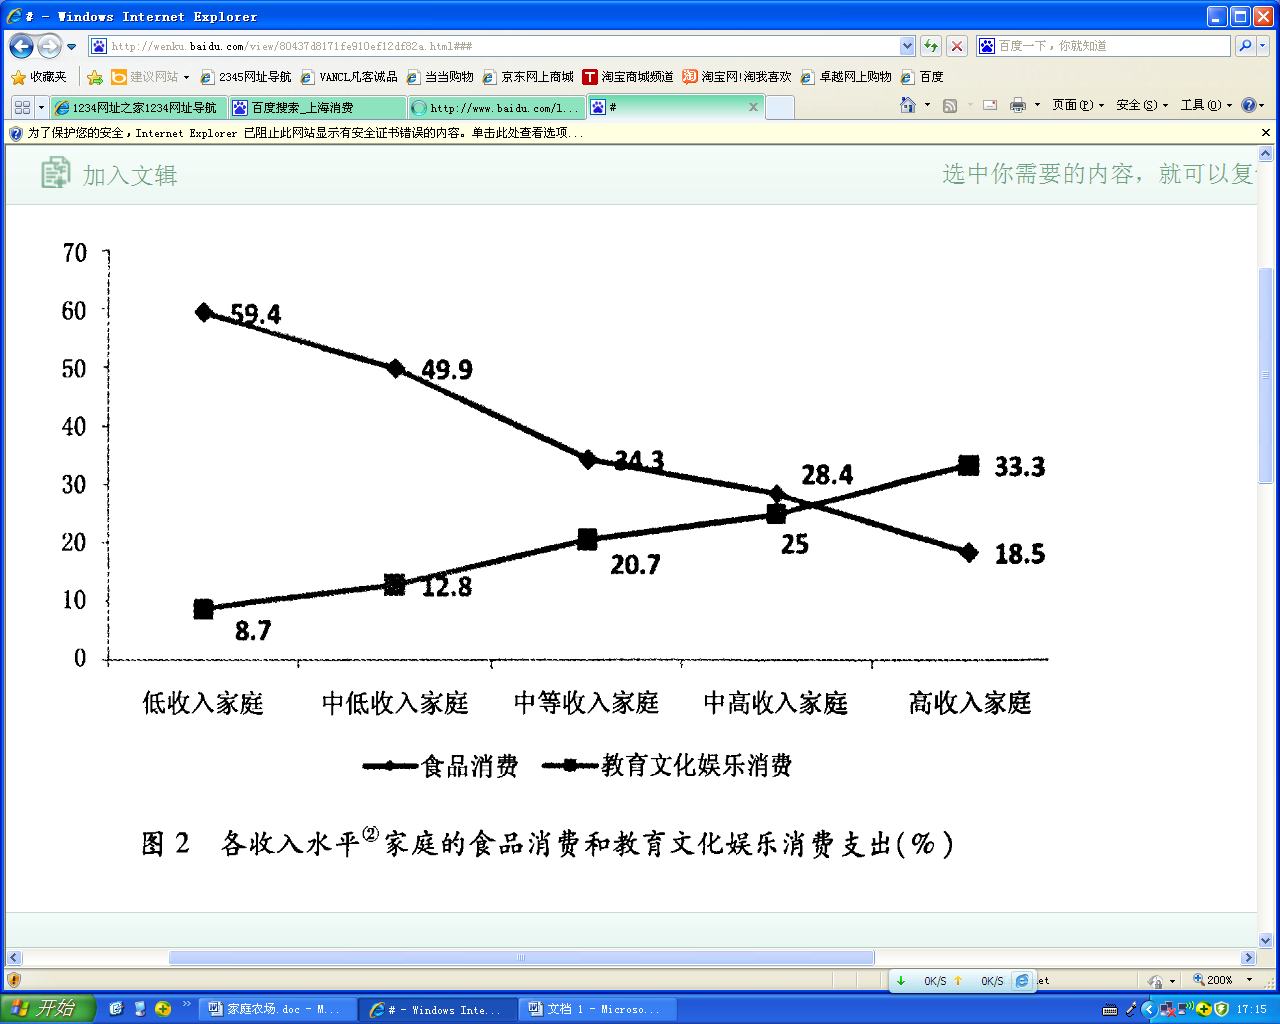 # - Windows Internet Explorer
http://wenku.baidu.com/view/80437d8171fe910ef12df82a.html###
百度一下，你就知道
收藏夹 建议网站 2345网址导航 VANCL凡客诚品 当当购物 京东网上商城 淘宝商城频道 淘宝网!淘我喜欢 卓越网上购物 百度
1234网址之家1234网址导航 百度搜索_上海消费 http://www.baidu.com/l... # 页面(P) 安全(S) 工具(O)
为了保护您的安全，Internet Explorer 已阻止此网站显示有安全证书错误的内容。单击此处查看选项...
加入文辑 选中你需要的内容，就可以复
70
60 59.4
50 49.9
40
34.3 28.4 33.3
30
20 20.7 25 18.5
10 12.8
8.7
0
低收入家庭 中低收入家庭 中等收入家庭 中高收入家庭 高收入家庭
食品消费 教育文化娱乐消费
图 2 各收入水平②家庭的食品消费和教育文化娱乐消费支出(%)
0K/S 0K/S et 200%
开始 家庭农场.doc - M... # - Windows Inte... 文档 1 - Microso... 17:15